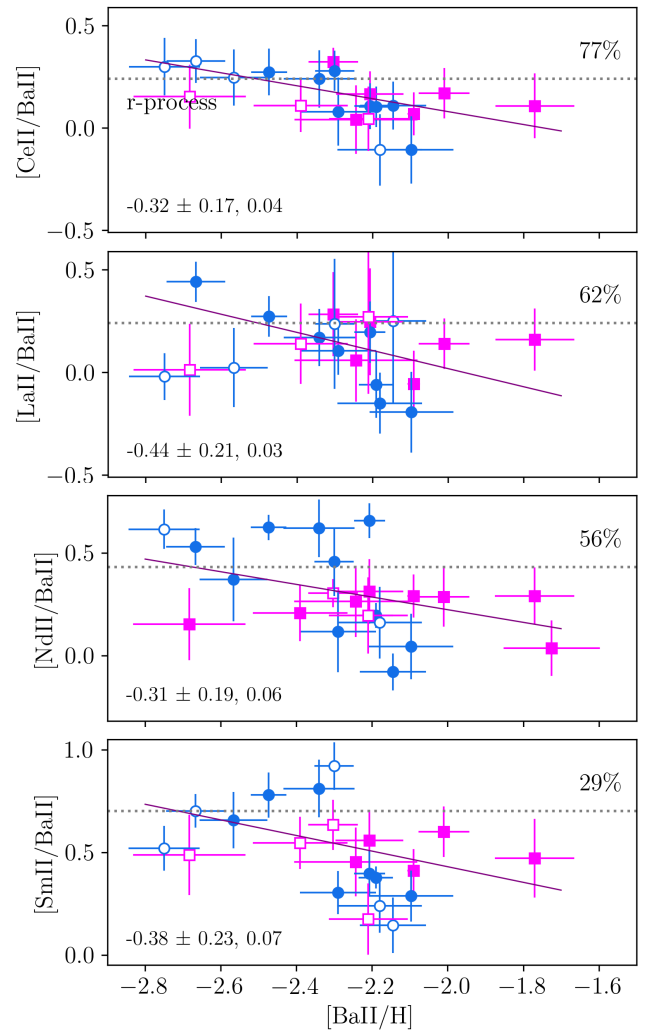 0.5
0.0
−0.5
[CeII/BaII]
77%
r-process
-0.32 ± 0.17, 0.04
0.5
0.0
−0.5
[LaII/BaII]
62%
-0.44 ± 0.21, 0.03
0.5
0.0
[NdII/BaII]
56%
-0.31 ± 0.19, 0.06
1.0
0.5
0.0
[SmII/BaII]
29%
-0.38 ± 0.23, 0.07
−2.8 −2.6 −2.4 −2.2 −2.0 −1.8 −1.6
[BaII/H]